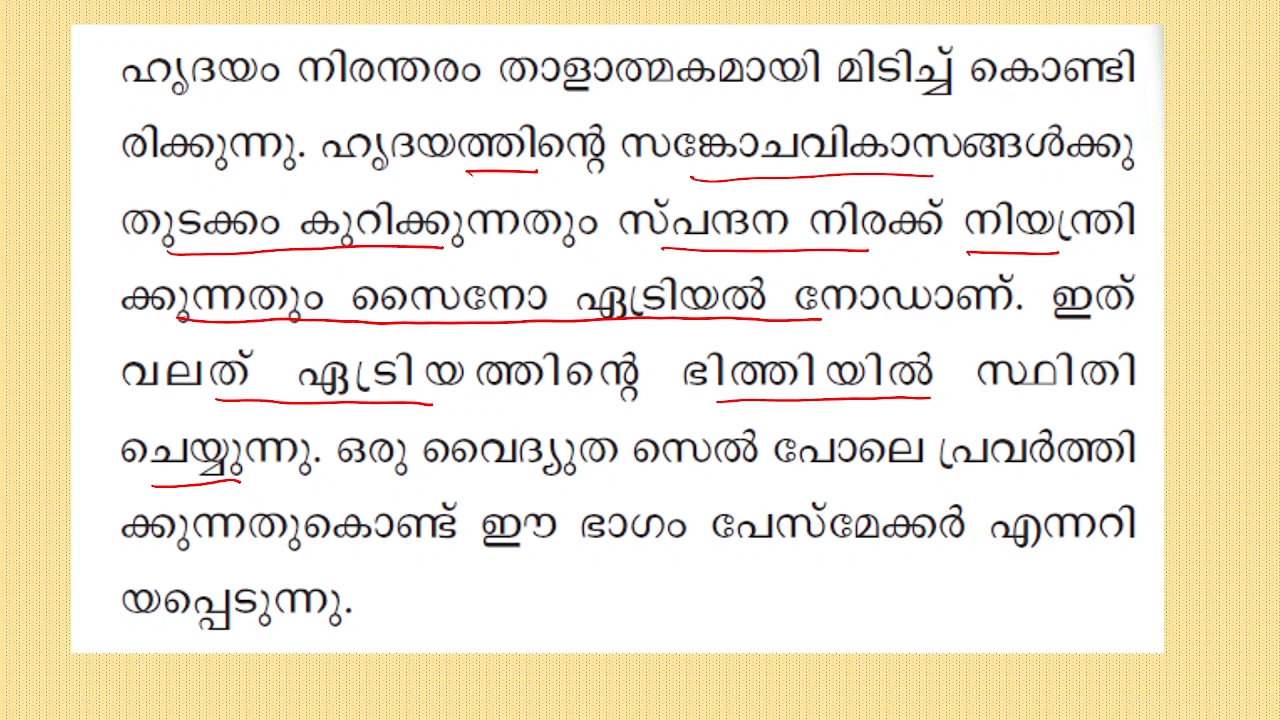 ഹൃദയം നിരന്തരം താളാത്മകമായി മിടിച്ച് കൊണ്ടി
രിക്കുന്നു. ഹൃദയത്തിന്റെ സങ്കോചവികാസങ്ങൾക്കു
തുടക്കം കുറിക്കുന്നതും സ്പന്ദന നിരക്ക് നിയന്ത്രി
ക്കുന്നതും സൈനോ ഏട്രിയൽ നോഡാണ്. ഇത്
വലത് ഏട്രിയത്തിന്റെ ഭിത്തിയിൽ സ്ഥിതി
ചെയ്യുന്നു. ഒരു വൈദ്യുത സെൽ പോലെ പ്രവർത്തി
ക്കുന്നതുകൊണ്ട് ഈ ഭാഗം പേസ്മേക്കർ എന്നറി
യപ്പെടുന്നു.